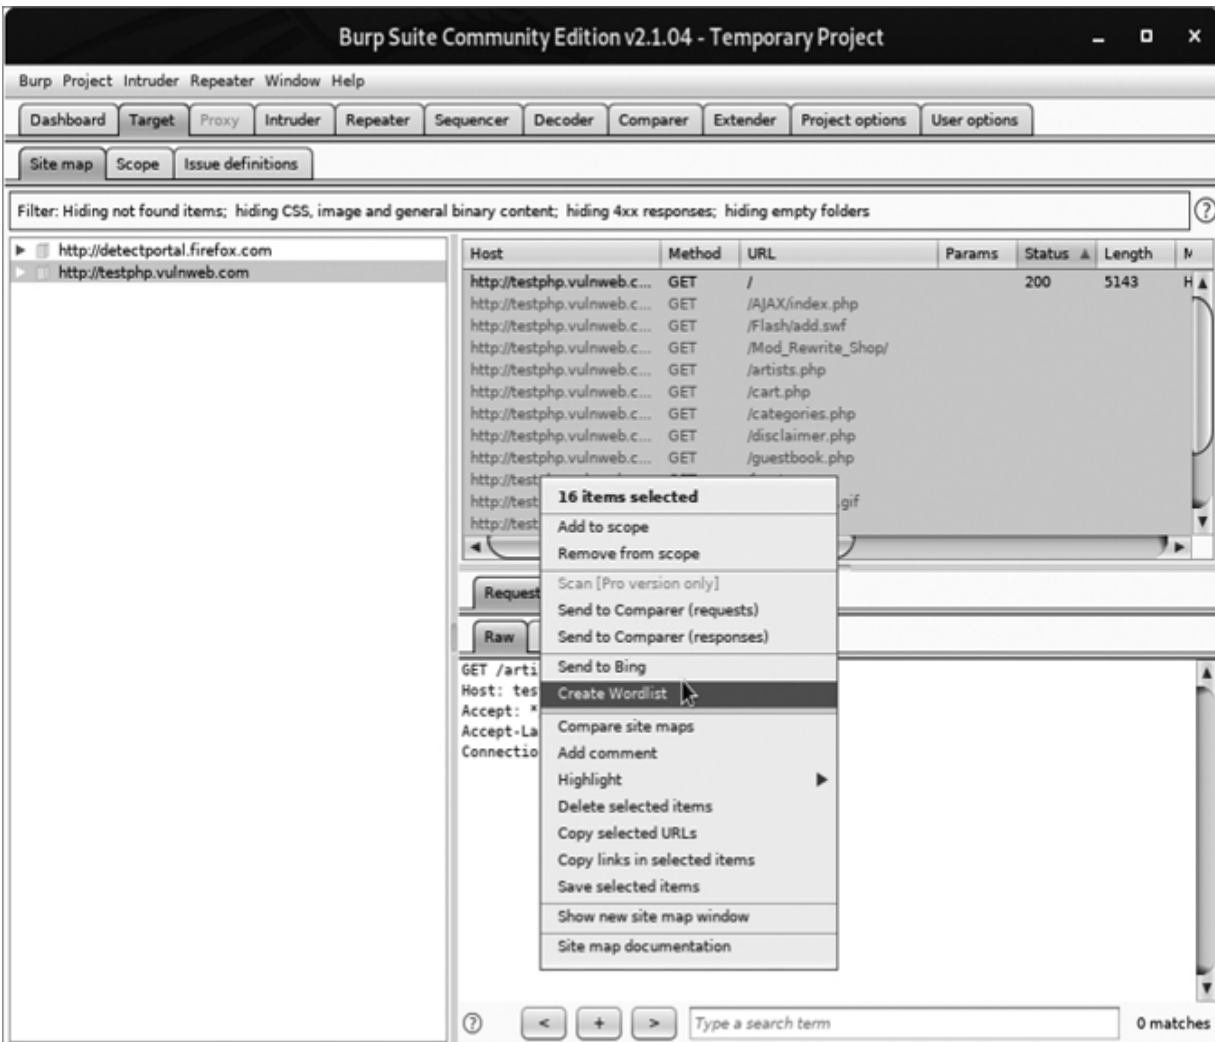 Burp Suite Community Edition v2.1.04 - Temporary Project
Burp Project Intruder Repeater Window Help
Dashboard Target Proxy Intruder Repeater Sequencer Decoder Comparer Extender Project options User options
Site map Scope Issue definitions
Filter: Hiding not found items; hiding CSS, image and general binary content; hiding 4xx responses; hiding empty folders
http://detectportal.firefox.com
http://testphp.vulnweb.com
Host Method URL Params Status Length
http://testphp.vulnweb.c... GET / 200 5143 H
http://testphp.vulnweb.c... GET /AJAX/index.php
http://testphp.vulnweb.c... GET /Flash/add.swf
http://testphp.vulnweb.c... GET /Mod_Rewrite_Shop/
http://testphp.vulnweb.c... GET /artists.php
http://testphp.vulnweb.c... GET /cart.php
http://testphp.vulnweb.c... GET /categories.php
http://testphp.vulnweb.c... GET /disclaimer.php
http://testphp.vulnweb.c... GET /guestbook.php
http://test
http://test .gif
http://test
16 items selected
Add to scope
Remove from scope
Scan [Pro version only]
Send to Comparer (requests)
Send to Comparer (responses)
Send to Bing
Create Wordlist
Compare site maps
Add comment
Highlight
Delete selected items
Copy selected URLs
Copy links in selected items
Save selected items
Show new site map window
Site map documentation
Request
Raw
GET /arti
Host: tes
Accept: *
Accept-La
Connectio
? < + > Type a search term 0 matches